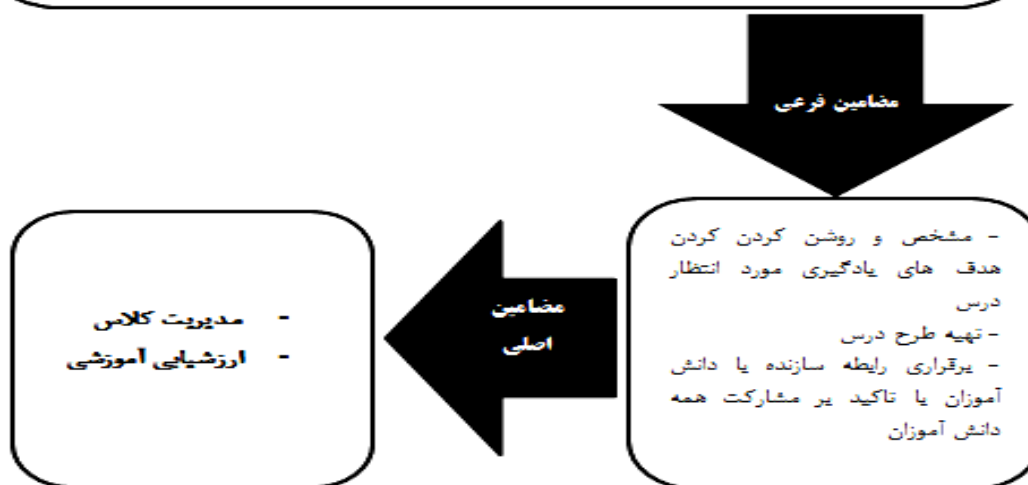 مضامین فرعی
- مشخص و روشن کردن کردن
هدف های یادگیری مورد انتظار
درس
- تهیه طرح درس
- برقراری رابطه سازنده یا دانش
آموزان یا تاکید بر مشارکت همه
دانش آموزان
مضامین
اصلی
- مدیریت کلاس
- ارزشیابی آموزشی